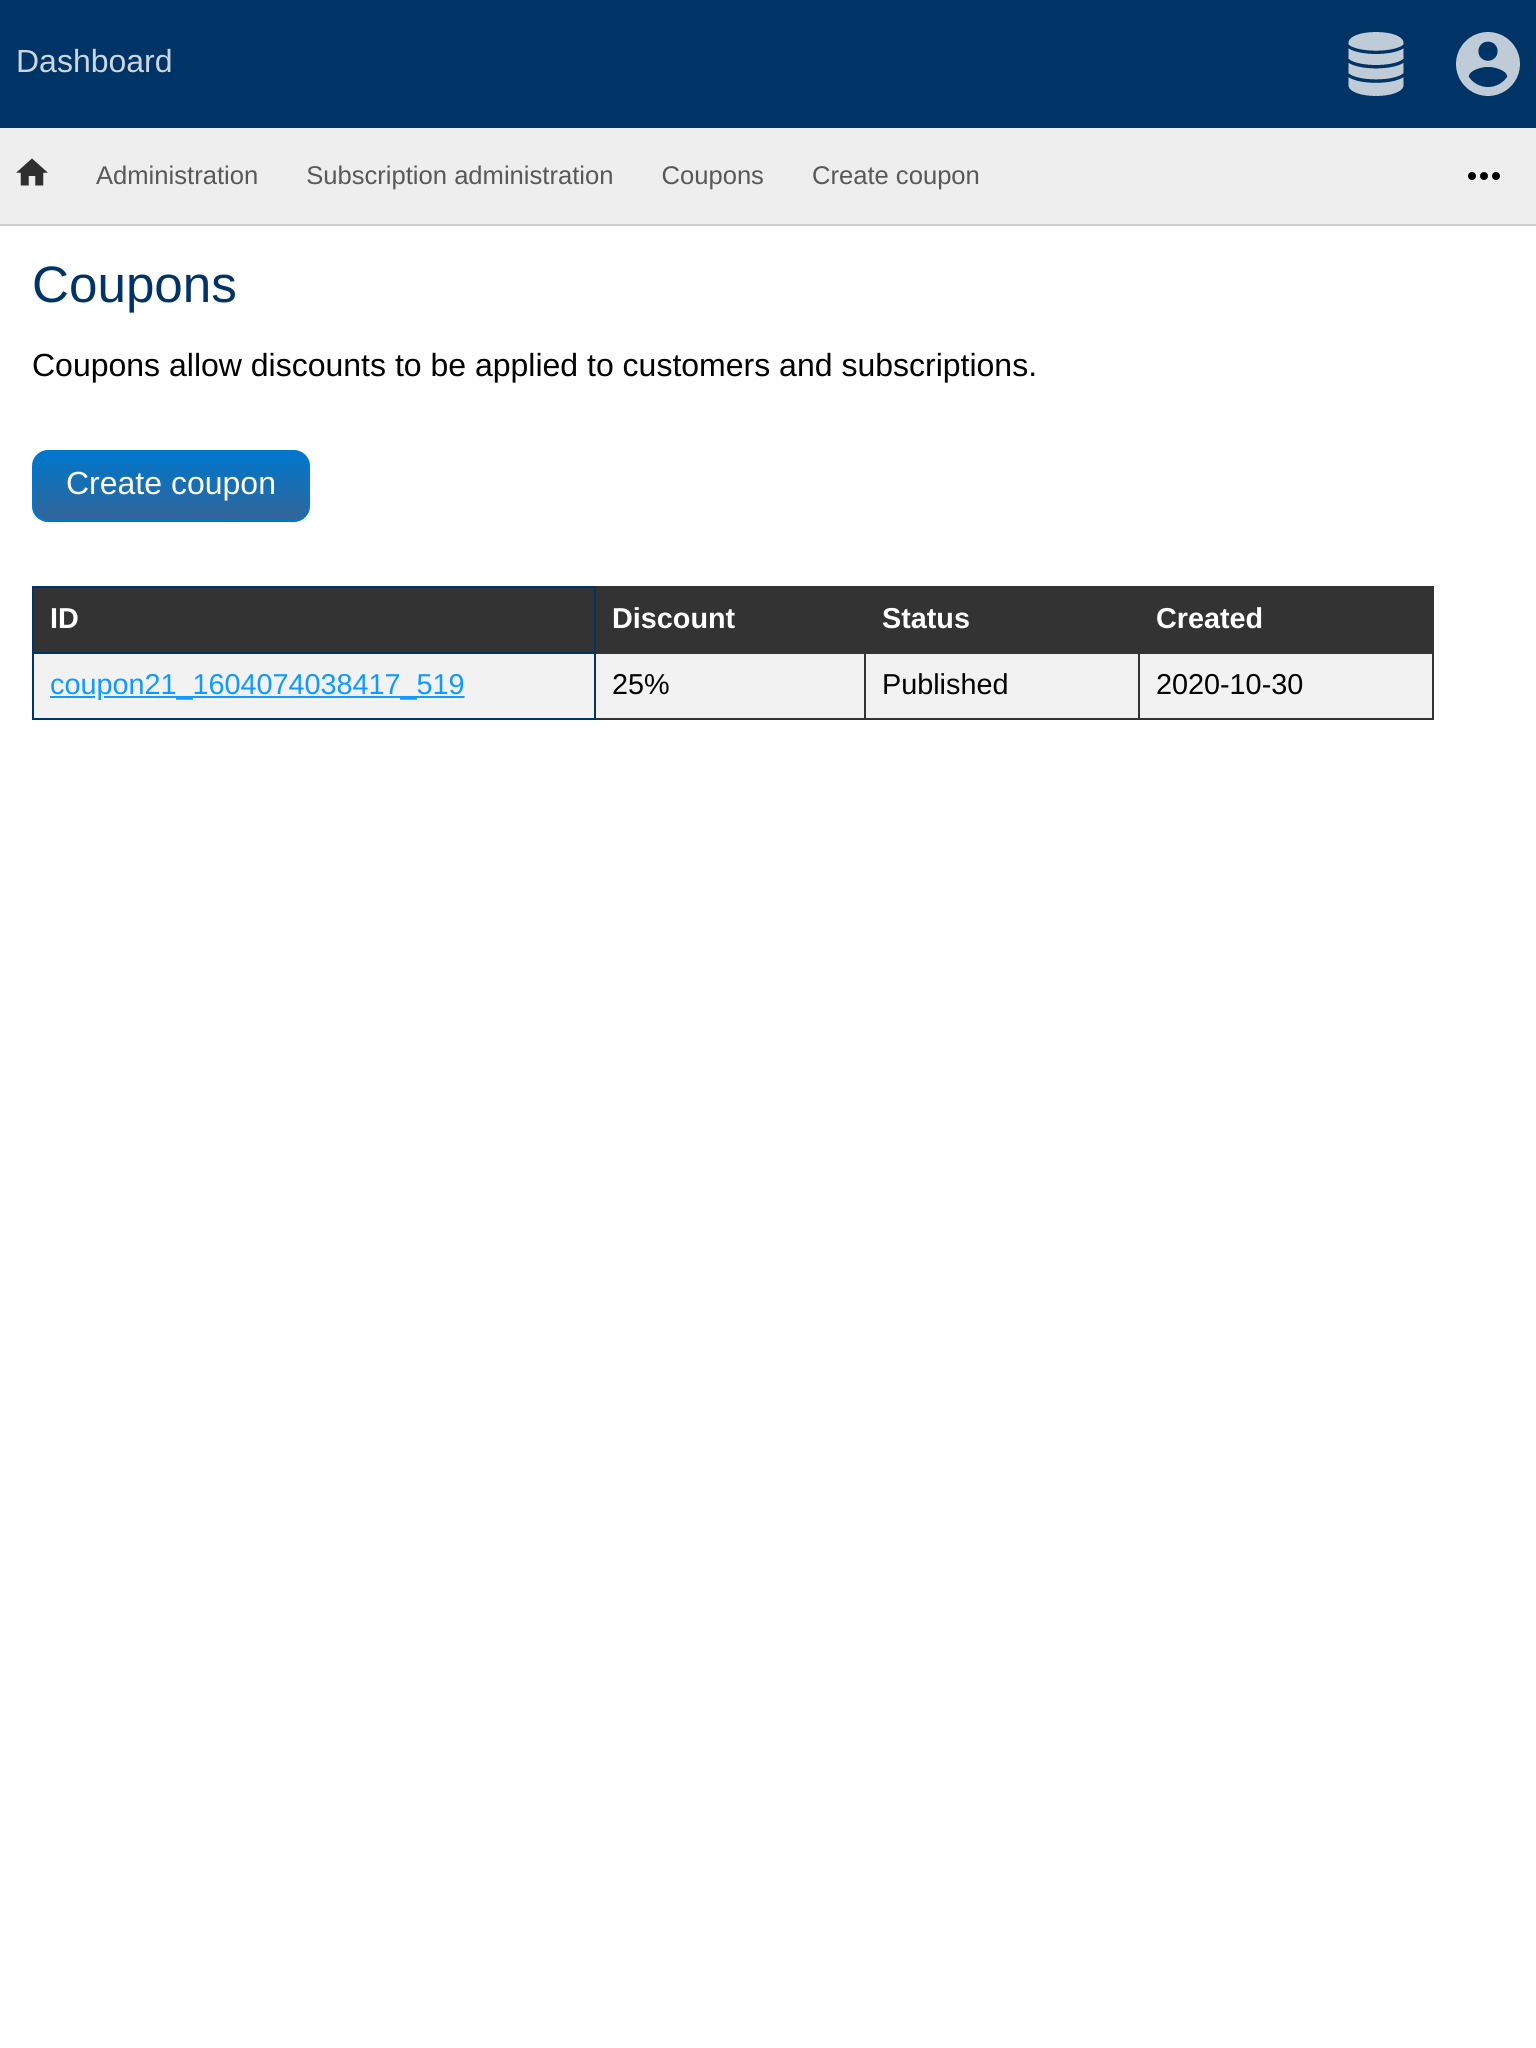 Dashboard
Administration Subscription administration Coupons Create coupon
Coupons
Coupons allow discounts to be applied to customers and subscriptions.
Create coupon
ID Discount Status Created
coupon21_1604074038417_519 25% Published 2020-10-30